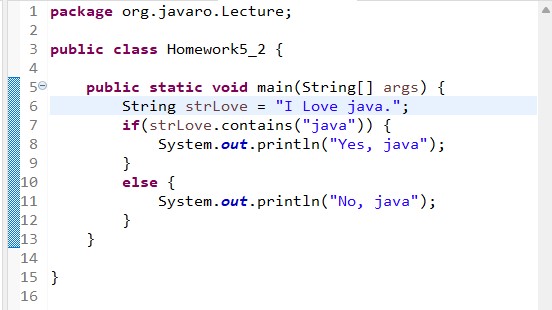 1 package org.javaro.Lecture;
2
3 public class Homework5_2 {
4
5 public static void main(String[] args) {
6 String strLove = "I Love java.";
7 if(strLove.contains("java")) {
8 System.out.println("Yes, java");
9 }
10 else {
11 System.out.println("No, java");
12 }
13 }
14
15 }
16